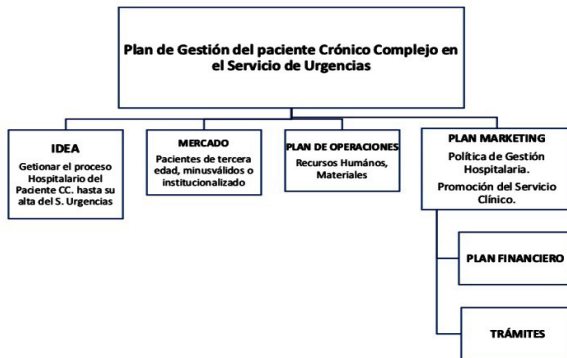 Plan de Gestión del paciente Crónico Complejo en
el Servicio de Urgencias
IDEA
Getionar el proceso
Hospitalario del
Paciente CC. hasta su
alta del S. Urgencias
MERCADO
Pacientes de tercera
edad, minusválidos o
institucionalizado
PLAN DE OPERACIONES
Recursos Humános,
Materiales
PLAN MARKETING
Política de Gestión
Hospitalaria.
Promoción del Servicio
Clínico.
PLAN FINANCIERO
TRÁMITES